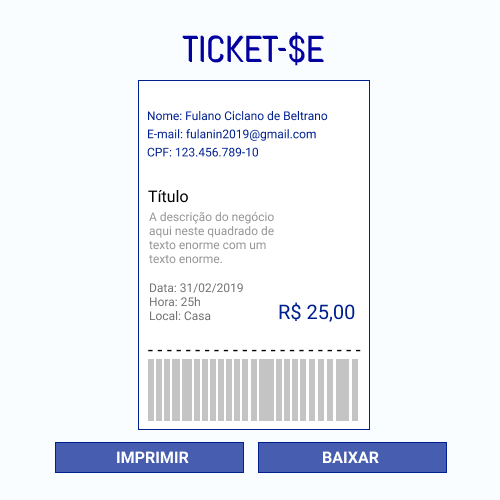 TICKET-$E
Nome: Fulano Ciclano de Beltrano
E-mail: fulanin2019@gmail.com
CPF: 123.456.789-10
Título
A descrição do negócio
aqui neste quadrado de
texto enorme com um
texto enorme.
Data: 31/02/2019
Hora: 25h
Local: Casa
R$ 25,00
IMPRIMIR
BAIXAR